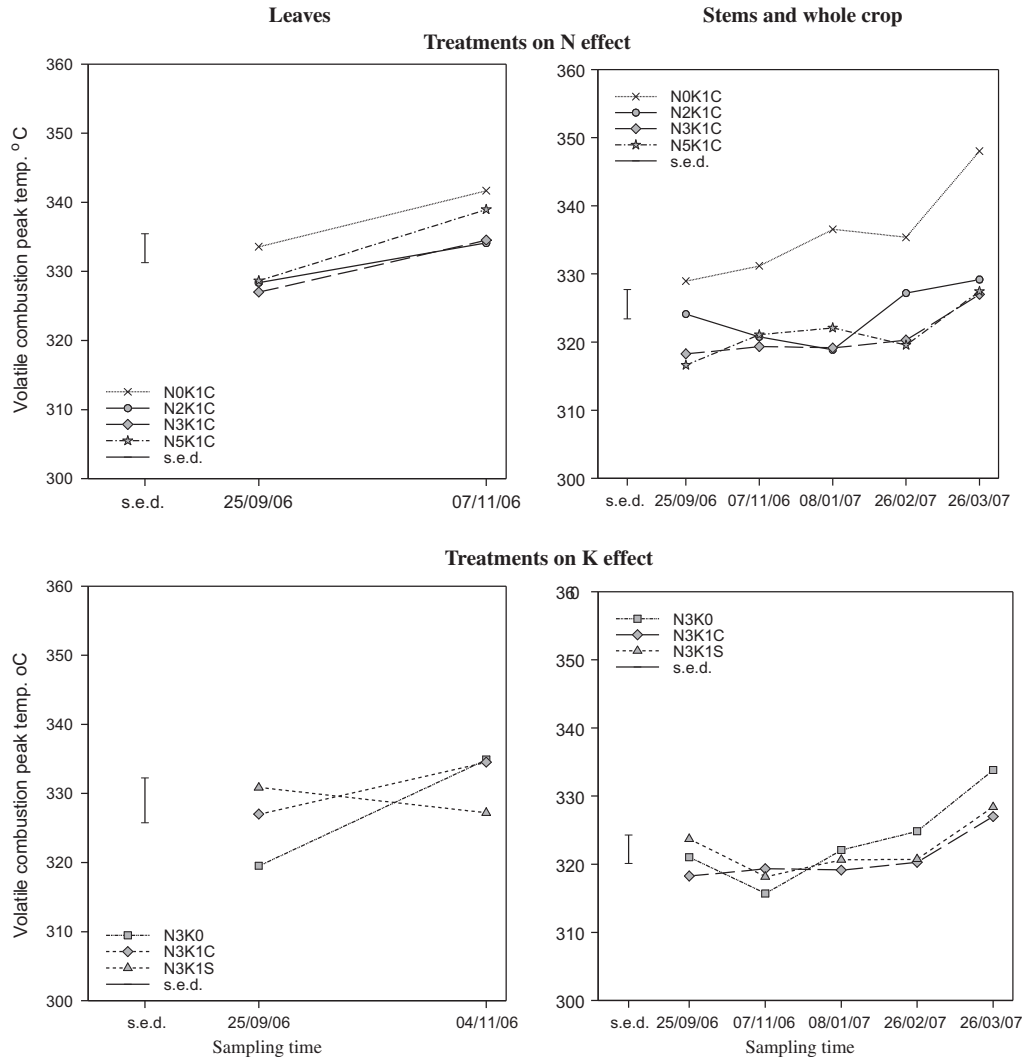 Leaves
Stems and whole crop
Treatments on N effect
Volatile combustion peak temp. °C
360
350
340
330
320
310
300
N0K1C
N2K1C
N3K1C
N5K1C
s.e.d.
s.e.d.
25/09/06
07/11/06
360
350
340
330
320
310
300
N0K1C
N2K1C
N3K1C
N5K1C
s.e.d.
s.e.d.
25/09/06
07/11/06
08/01/07
26/02/07
26/03/07
Treatments on K effect
Volatile combustion peak temp. oC
360
350
340
330
320
310
300
N3K0
N3K1C
N3K1S
s.e.d.
s.e.d.
25/09/06
04/11/06
Sampling time
360
350
340
330
320
310
300
N3K0
N3K1C
N3K1S
s.e.d.
s.e.d.
25/09/06
07/11/06
08/01/07
26/02/07
26/03/07
Sampling time